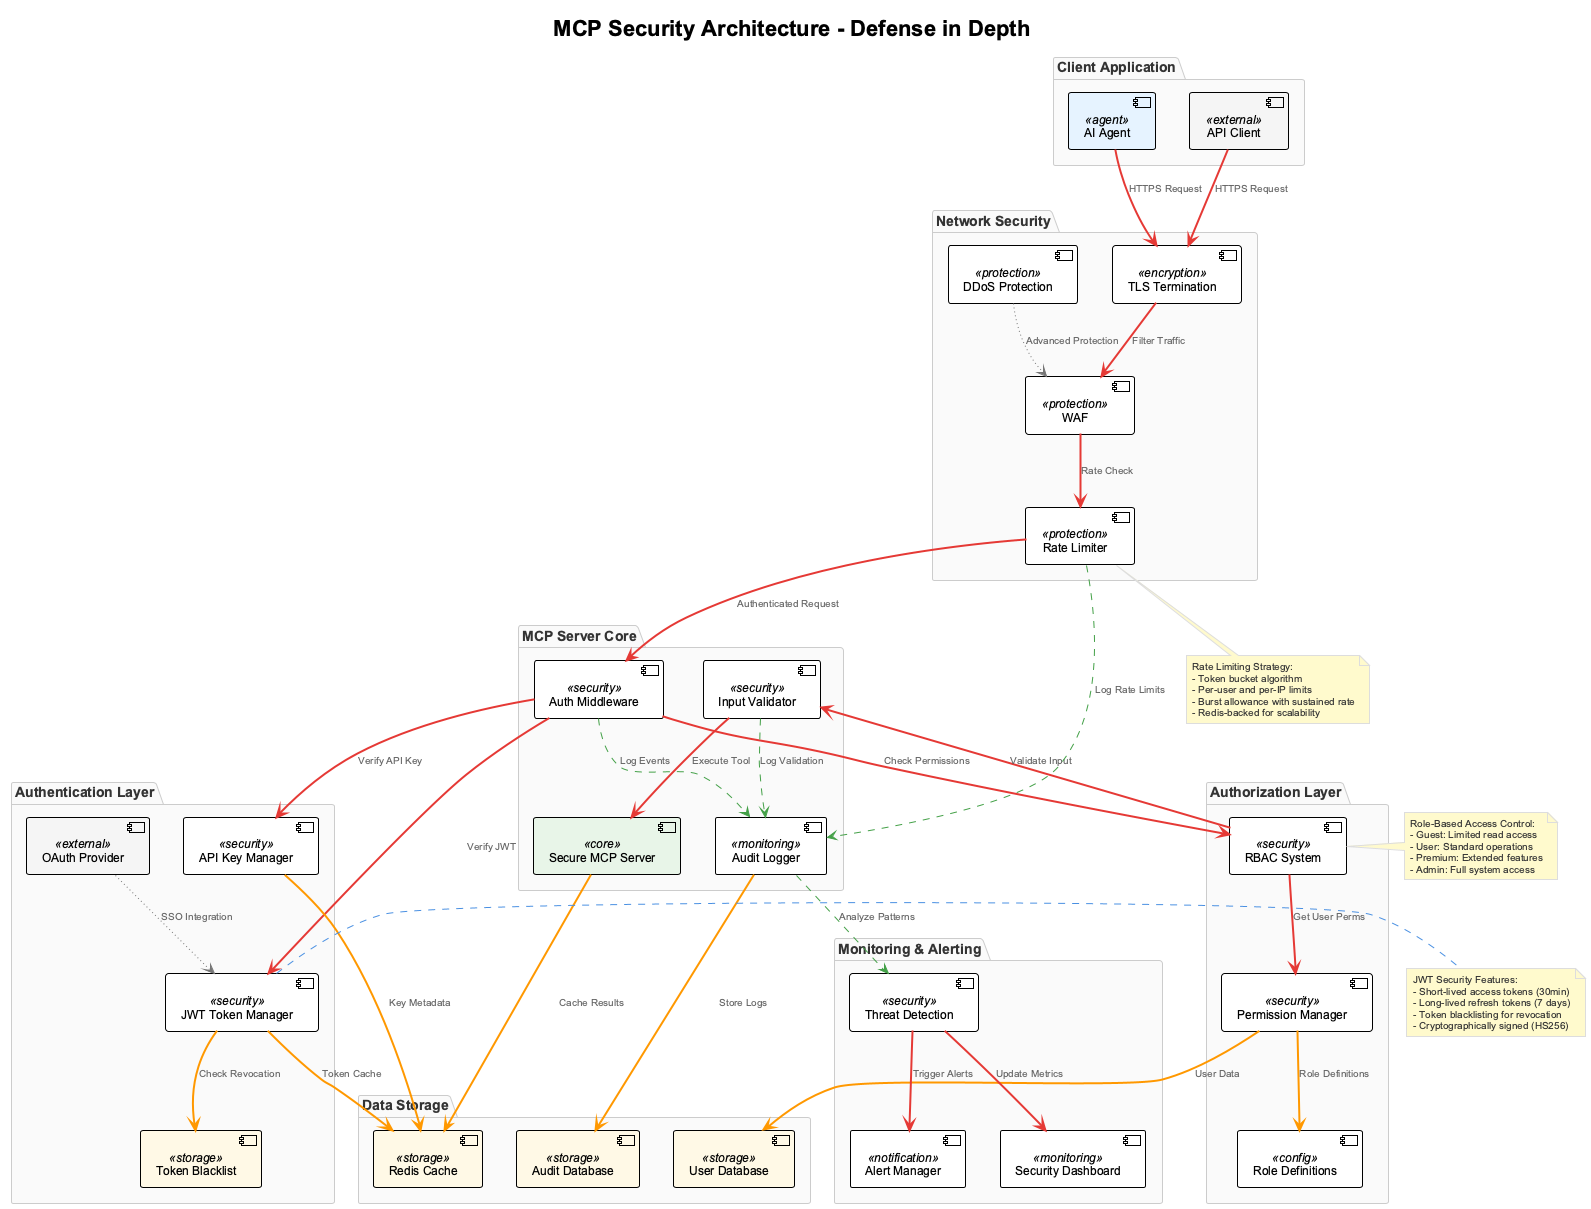 MCP Security Architecture - Defense in Depth
Client Application
«agent»
AI Agent
«external»
API Client
HTTPS Request
HTTPS Request
Network Security
«protection»
DDoS Protection
«encryption»
TLS Termination
Advanced Protection
Filter Traffic
«protection»
WAF
Rate Check
«protection»
Rate Limiter
Authenticated Request
Log Rate Limits
Rate Limiting Strategy:
- Token bucket algorithm
- Per-user and per-IP limits
- Burst allowance with sustained rate
- Redis-backed for scalability
MCP Server Core
«security»
Auth Middleware
«security»
Input Validator
Verify API Key
Log Events
Execute Tool
Log Validation
Check Permissions
Validate Input
«core»
Secure MCP Server
«monitoring»
Audit Logger
Verify JWT
Authentication Layer
«external»
OAuth Provider
«security»
API Key Manager
SSO Integration
«security»
JWT Token Manager
Check Revocation
Token Cache
«storage»
Token Blacklist
Authorization Layer
«security»
RBAC System
Role-Based Access Control:
- Guest: Limited read access
- User: Standard operations
- Premium: Extended features
- Admin: Full system access
Get User Perms
«security»
Permission Manager
JWT Security Features:
- Short-lived access tokens (30min)
- Long-lived refresh tokens (7 days)
- Token blacklisting for revocation
- Cryptographically signed (HS256)
User Data
Role Definitions
«config»
Role Definitions
Key Metadata
Cache Results
Store Logs
Analyze Patterns
Monitoring & Alerting
«security»
Threat Detection
Trigger Alerts
Update Metrics
«notification»
Alert Manager
«monitoring»
Security Dashboard
Data Storage
«storage»
Redis Cache
«storage»
Audit Database
«storage»
User Database